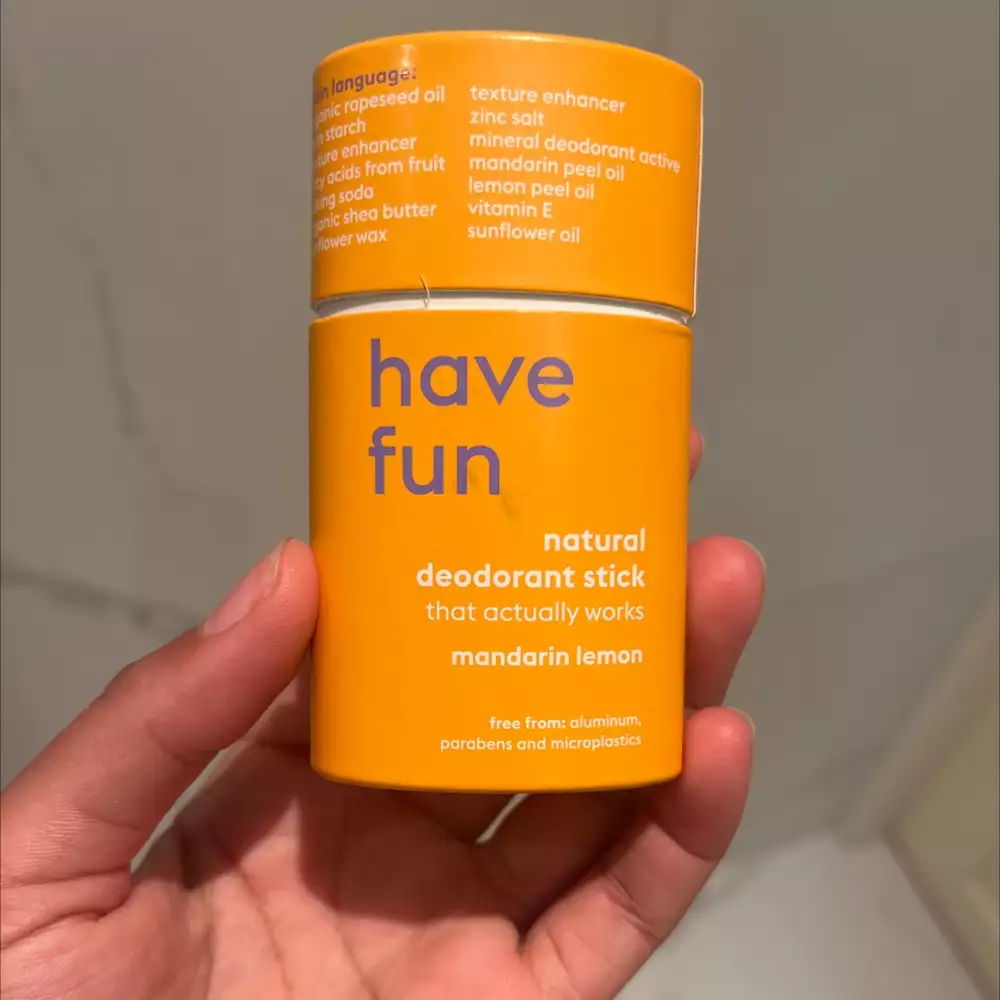 language:
rapeseed oil
starch
enhancer
acids from fruit
soda
shea butter
wax
texture enhancer
zinc salt
mineral deodorant active
mandarin peel oil
lemon peel oil
vitamin E
sunflower oil
have
fun
natural
deodorant stick
that actually works
mandarin lemon
free from: aluminum,
parabens and microplastics